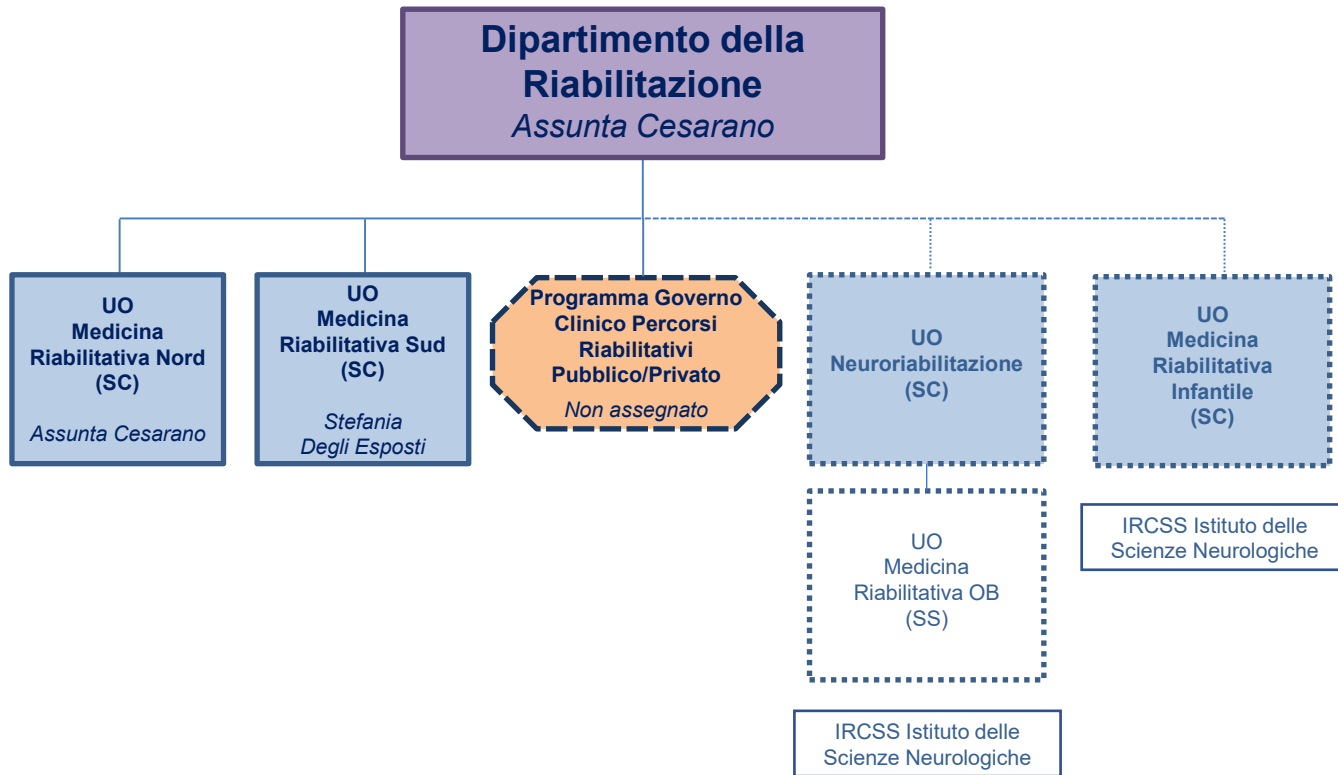 Dipartimento della
Riabilitazione
Assunta Cesarano
UO
Medicina
Riabilitativa Nord
(SC)
Assunta Cesarano
UO
Medicina
Riabilitativa Sud
(SC)
Stefania
Degli Esposti
Programma Governo
Clinico Percorsi
Riabilitativi
Pubblico/Privato
Non assegnato
UO
Neuroriabilitazione
(SC)
UO
Medicina
Riabilitativa
Infantile
(SC)
UO
Medicina
Riabilitativa OB
(SS)
IRCSS Istituto delle
Scienze Neurologiche
IRCSS Istituto delle
Scienze Neurologiche